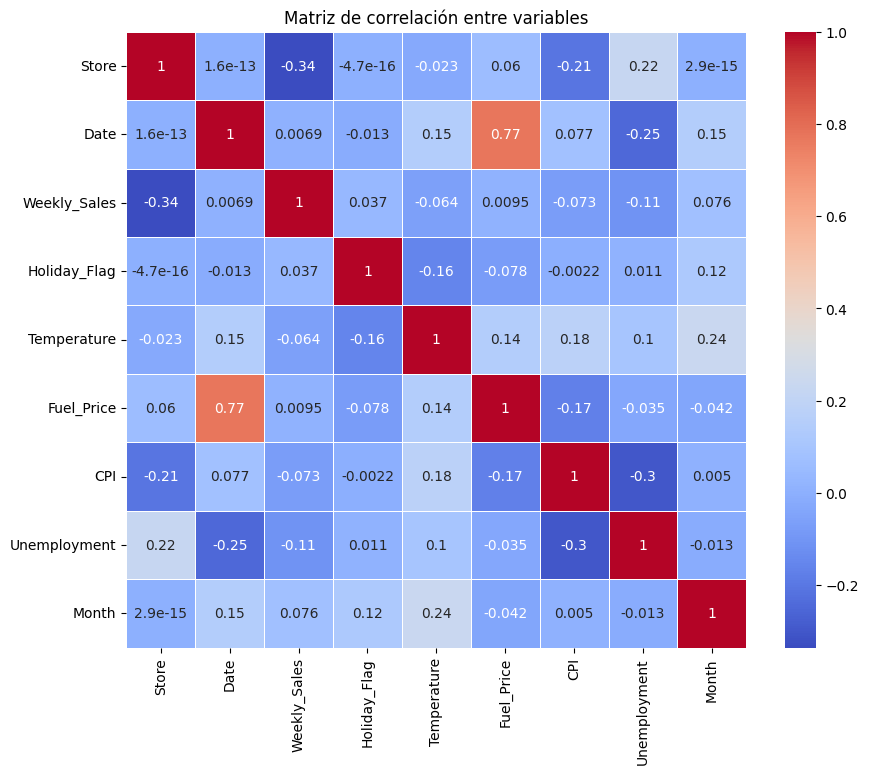 Matriz de correlación entre variables
Store 1 1.6e-13 -0.34 -4.7e-16 -0.023 0.06 -0.21 0.22 2.9e-15
Date 1.6e-13 1 0.0069 -0.013 0.15 0.77 0.077 -0.25 0.15
Weekly_Sales -0.34 0.0069 1 0.037 -0.064 0.0095 -0.073 -0.11 0.076
Holiday_Flag -4.7e-16 -0.013 0.037 1 -0.16 -0.078 -0.0022 0.011 0.12
Temperature -0.023 0.15 -0.064 -0.16 1 0.14 0.18 0.1 0.24
Fuel_Price 0.06 0.77 0.0095 -0.078 0.14 1 -0.17 -0.035 -0.042
CPI -0.21 0.077 -0.073 -0.0022 0.18 -0.17 1 -0.3 0.005
Unemployment 0.22 -0.25 -0.11 0.011 0.1 -0.035 -0.3 1 -0.013
Month 2.9e-15 0.15 0.076 0.12 0.24 -0.042 0.005 -0.013 1
Store Date Weekly_Sales Holiday_Flag Temperature Fuel_Price CPI Unemployment Month
1.0
0.8
0.6
0.4
0.2
0.0
−0.2